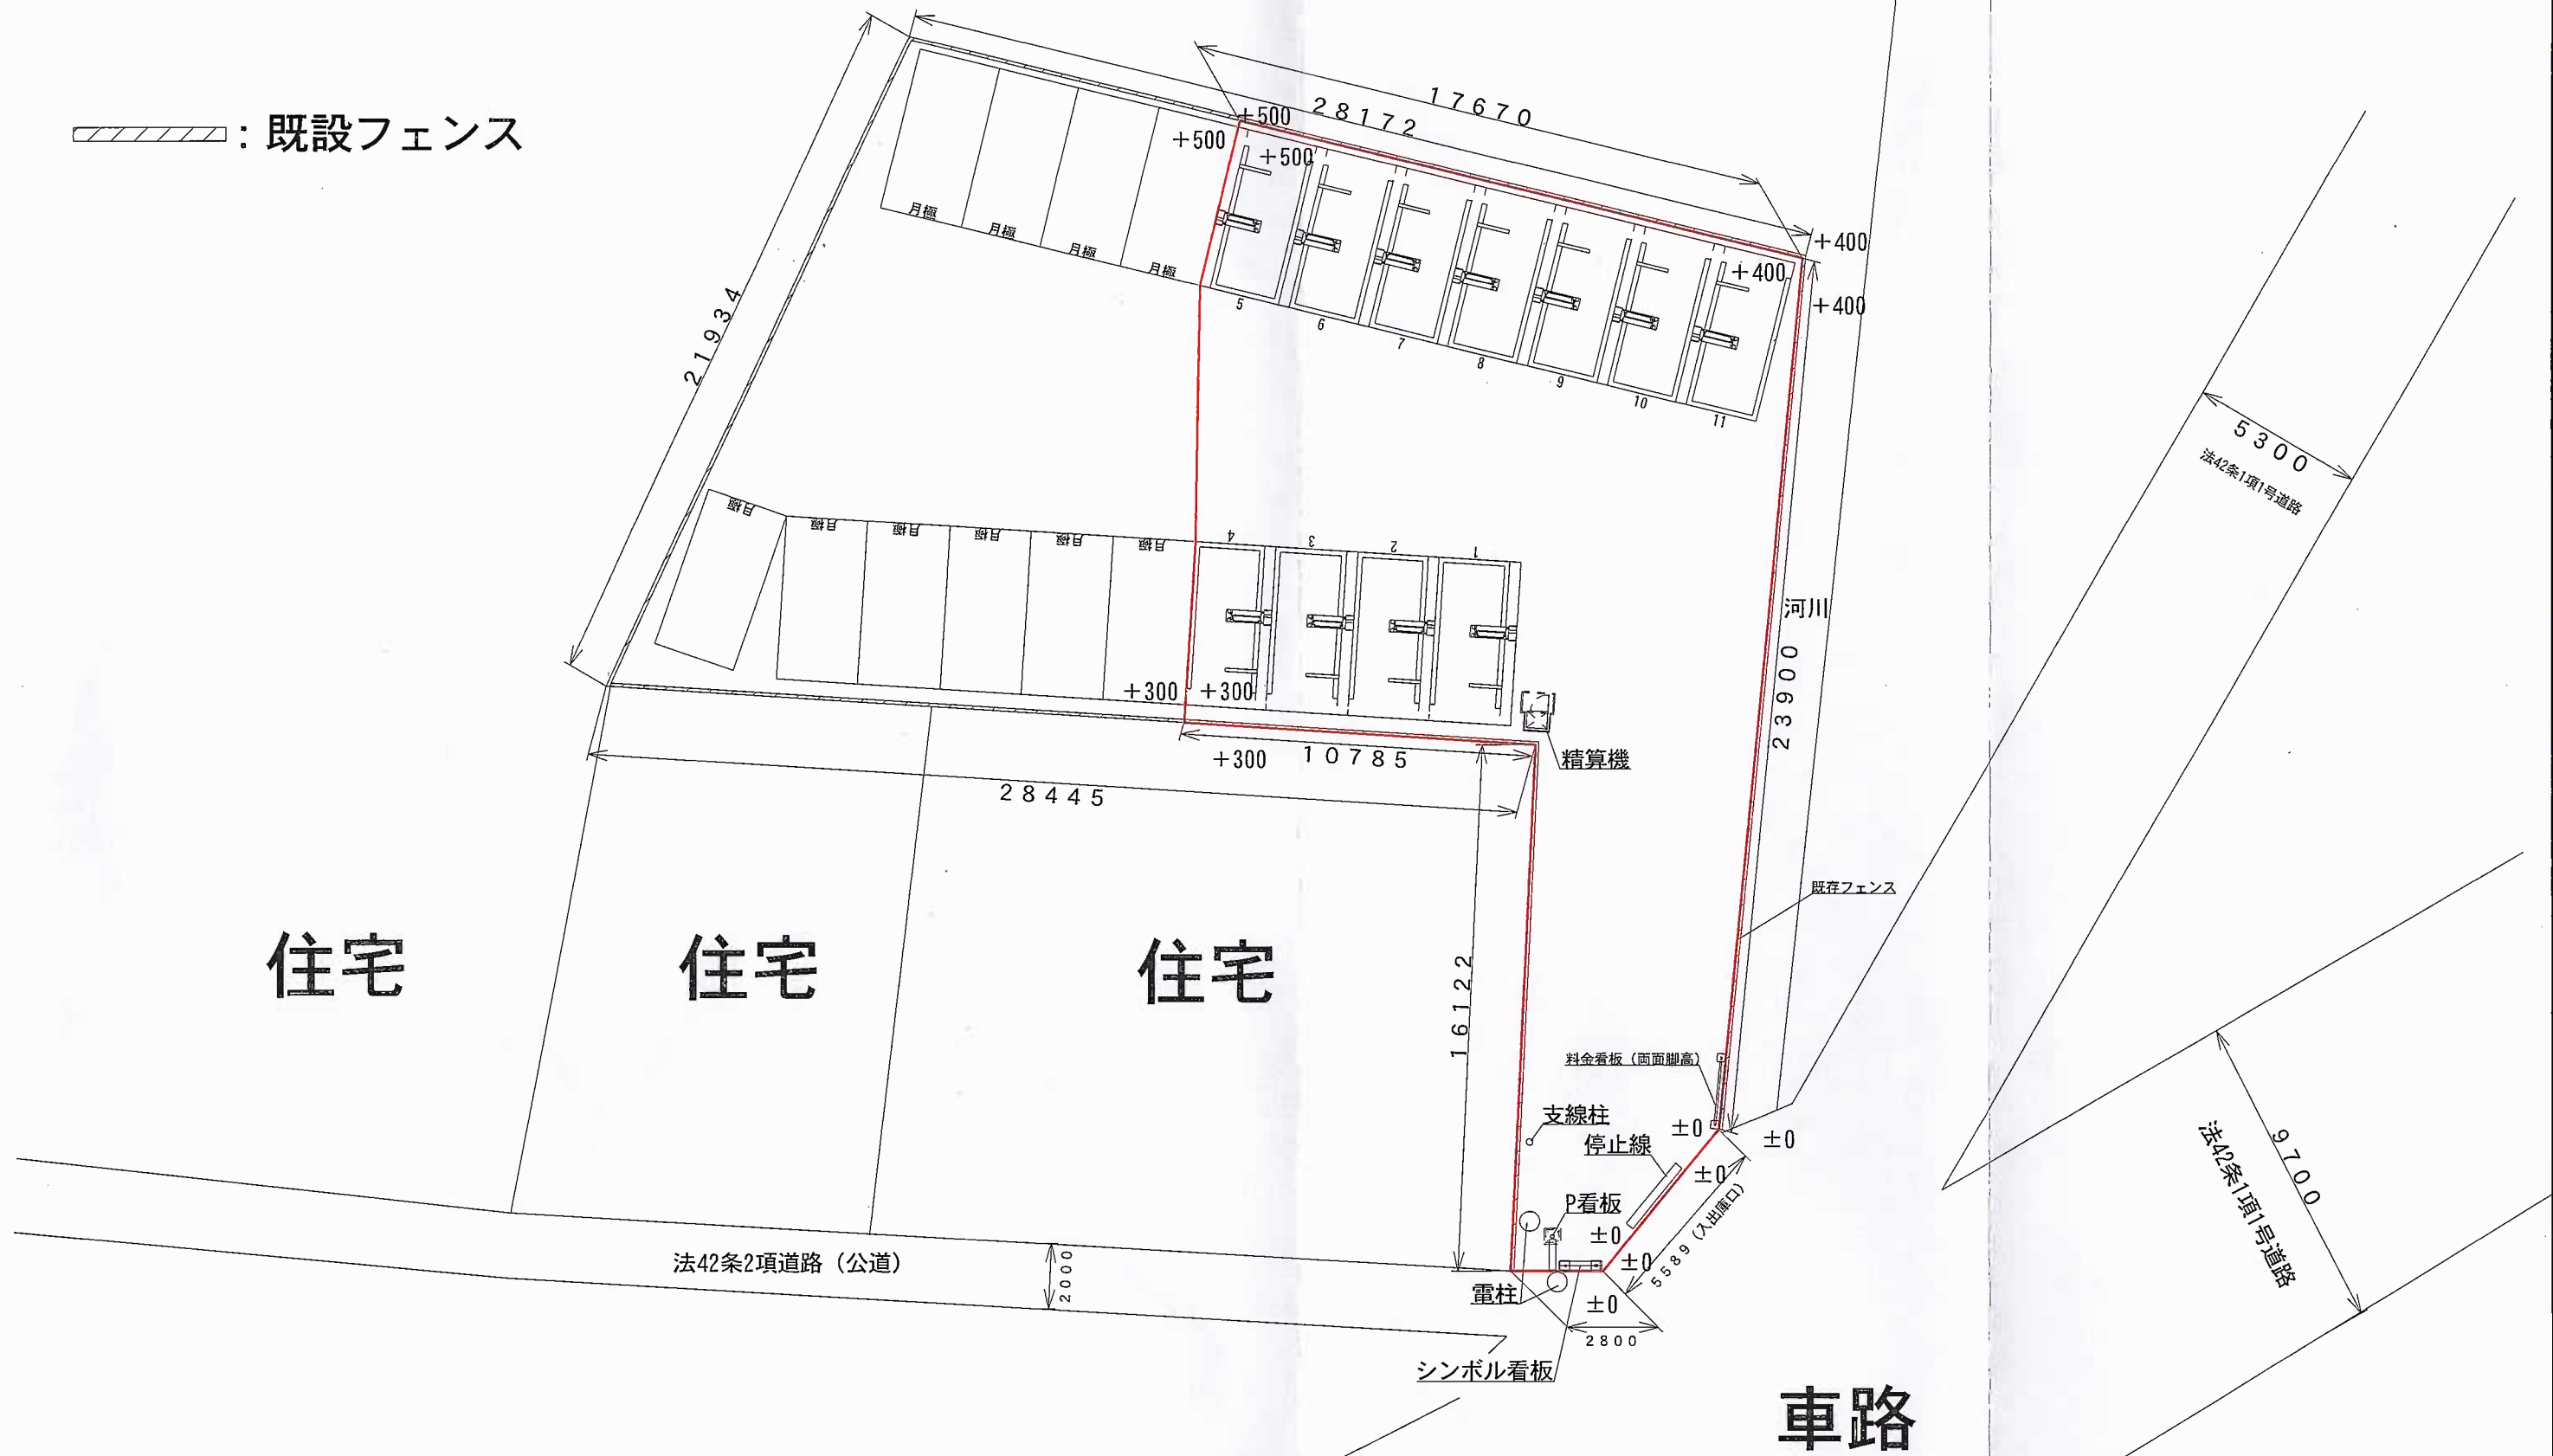 ：既設フェンス
17670
28172
+500
+500
+500
+400
+400
+400
月極
月極
月極
月極
5
6
7
8
9
10
11
21934
5300
法42条1項1号道路
月極
月極
月極
月極
月極
月極
4
3
2
1
河川
23900
+300
+300
+300
10785
精算機
28445
既存フェンス
住宅
住宅
住宅
16122
料金看板（両面脚高）
支線柱
停止線
±0
±0
±0
P看板
±0
±0
5589（入出庫口）
9700
法42条1項1号道路
法42条2項道路（公道）
2000
電柱
±0
2800
シンボル看板
車路